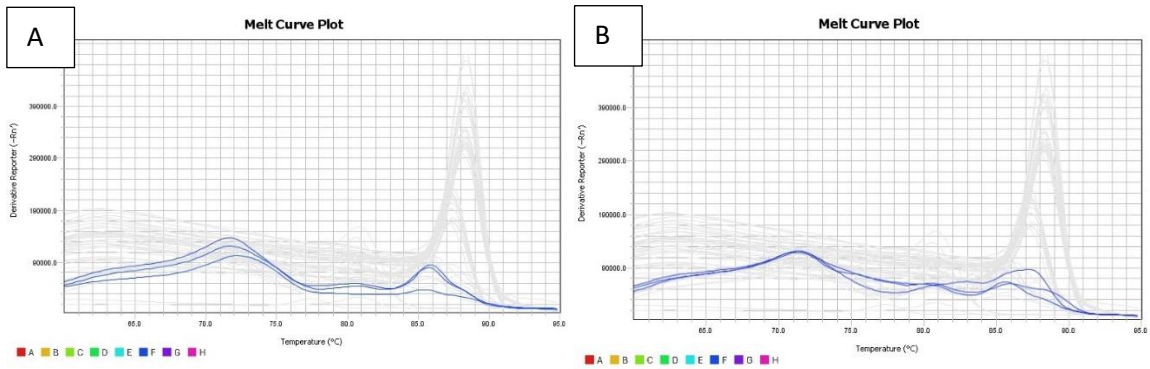 A
Melt Curve Plot
390000.0
290000.0
190000.0
90000.0
Derivative Reporter (-Rn')
65.0 70.0 75.0 80.0 85.0 90.0 95.0
Temperature (°C)
A B C D E F G H
B
Melt Curve Plot
390000.0
290000.0
190000.0
90000.0
Derivative Reporter (-Rn')
65.0 70.0 75.0 80.0 85.0 90.0 95.0
Temperature (°C)
A B C D E F G H